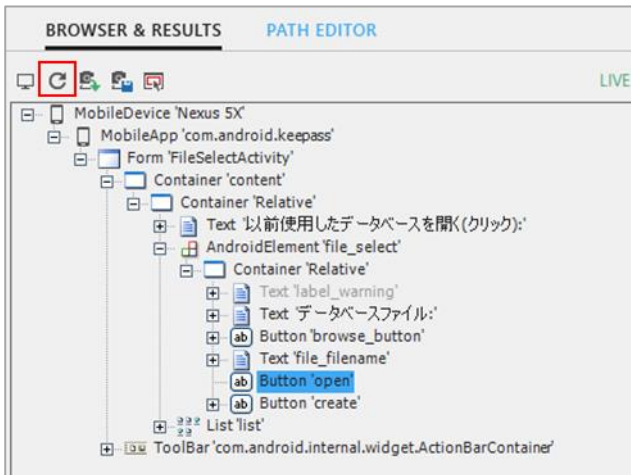 BROWSER & RESULTS PATH EDITOR
LIVE
MobileDevice 'Nexus 5X'
MobileApp 'com.android.keepass'
Form 'FileSelectActivity'
Container 'content'
Container 'Relative'
Text '以前使用したデータベースを開く(クリック):'
AndroidElement 'file_select'
Container 'Relative'
Text 'label_warning'
Text 'データベースファイル:'
ab Button 'browse_button'
Text 'file_filename'
ab Button 'open'
ab Button 'create'
List 'list'
ToolBar 'com.android.internal.widget.ActionBarContainer'